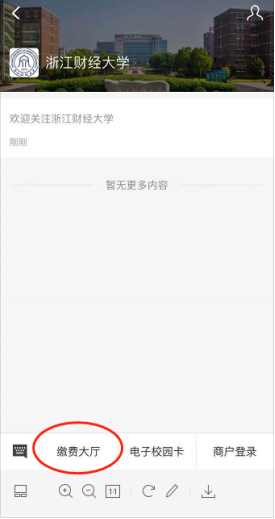 浙江财经大学
欢迎关注浙江财经大学
刚刚
暂无更多内容
缴费大厅
电子校园卡
商户登录
1:1